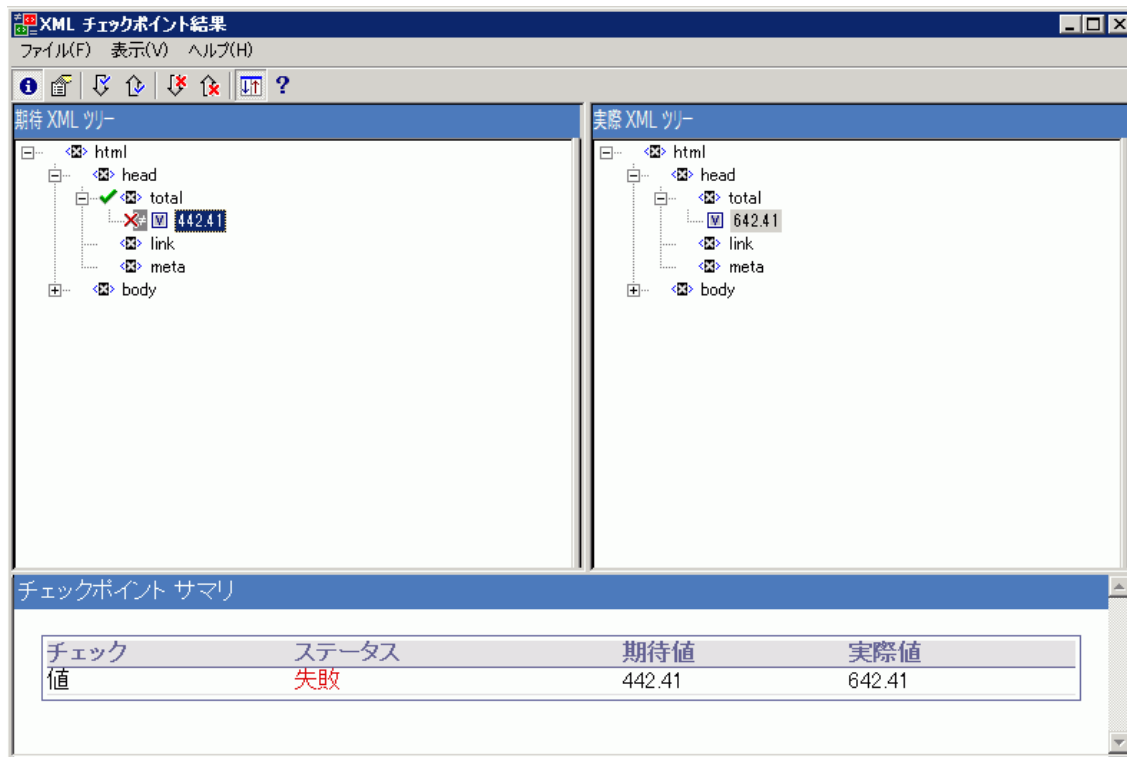 XML チェックポイント結果
ファイル(F) 表示(V) ヘルプ(H)
期待 XML ツリー
html
head
total
442.41
link
meta
body
実際 XML ツリー
html
head
total
642.41
link
meta
body
チェックポイント サマリ
チェック ステータス 期待値 実際値
値 失敗 442.41 642.41